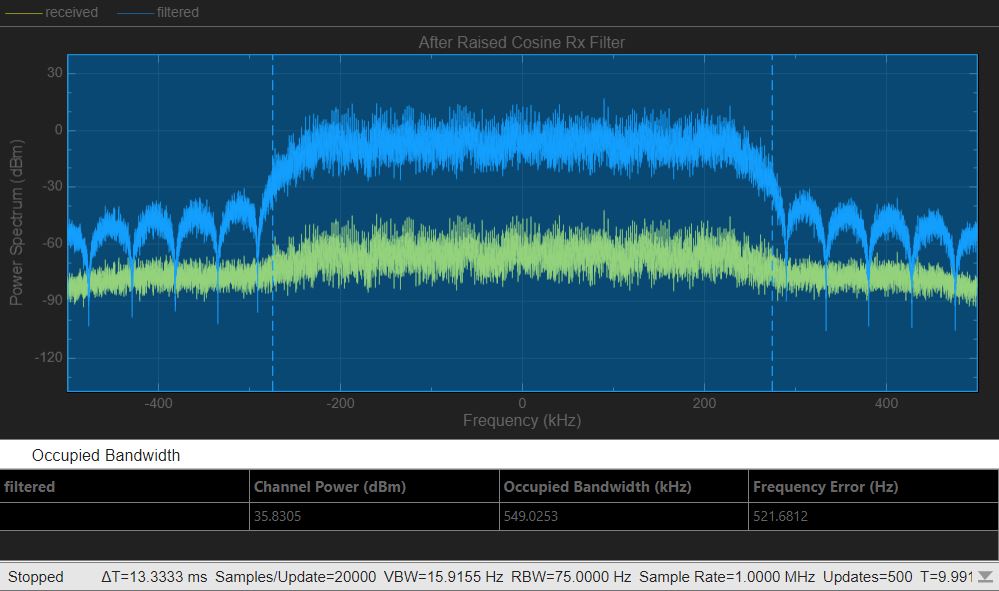 received filtered
After Raised Cosine Rx Filter
30
0
-30
-60
-90
-120
Power Spectrum (dBm)
-400 -200 0 200 400
Frequency (kHz)
Occupied Bandwidth
filtered Channel Power (dBm) Occupied Bandwidth (kHz) Frequency Error (Hz)
35.8305 549.0253 521.6812
Stopped ΔT=13.3333 ms Samples/Update=20000 VBW=15.9155 Hz RBW=75.0000 Hz Sample Rate=1.0000 MHz Updates=500 T=9.991